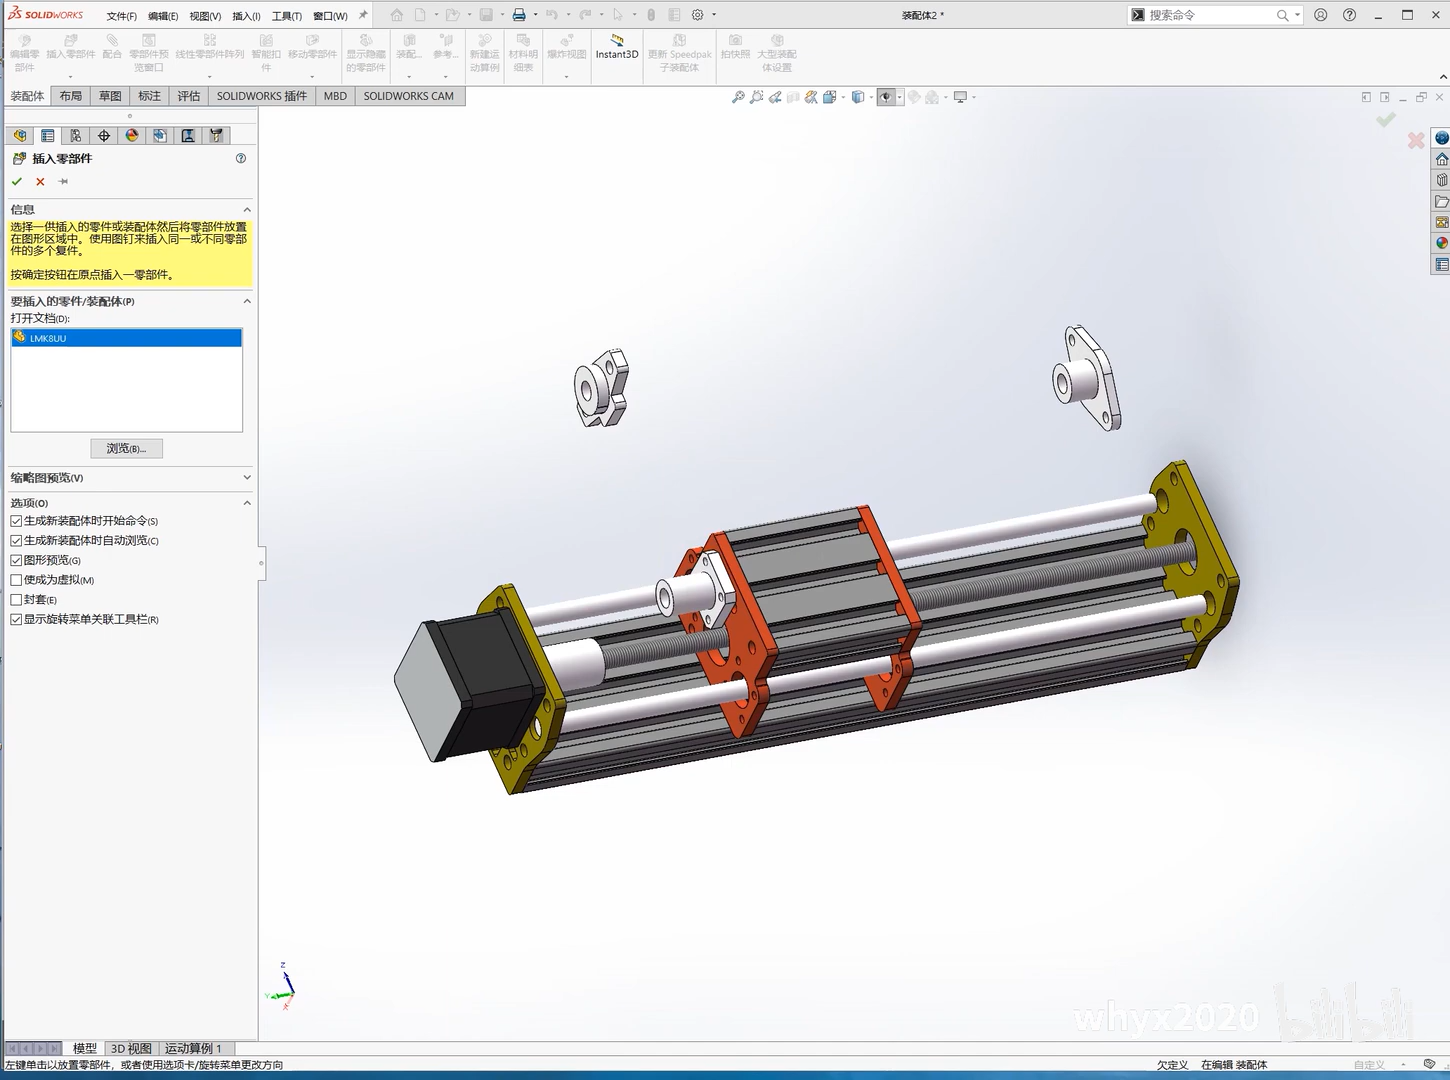 SOLIDWORKS
文件(F) 编辑(E) 视图(V) 插入(I) 工具(T) 窗口(W)
装配体2 *
搜索命令
编辑零部件
插入零部件
配合
零部件预览窗口
线性零部件阵列
智能扣件
移动零部件
显示隐藏的零部件
装配...
参考...
新建运动算例
材料明细表
爆炸视图
Instant3D
更新 Speedpak 子装配体
拍快照
大型装配体设置
装配体 布局 草图 标注 评估 SOLIDWORKS 插件 MBD SOLIDWORKS CAM
插入零部件
信息
选择一供插入的零件或装配体然后将零部件放置
在图形区域中。使用图钉来插入同一或不同零部
件的多个复件。
按确定按钮在原点插入一零部件。
要插入的零件/装配体(P)
打开文档(D):
LMK8UU
浏览(B)...
缩略图预览(V)
选项(O)
生成新装配体时开始命令(S)
生成新装配体时自动浏览(C)
图形预览(G)
使成为虚拟(M)
封套(E)
显示旋转菜单关联工具栏(R)
Z
Y
X
whyx2020 bilibili
模型 3D 视图 运动算例 1
左键单击以放置零部件，或者使用选项卡/旋转菜单更改方向
欠定义 在编辑 装配体 自定义